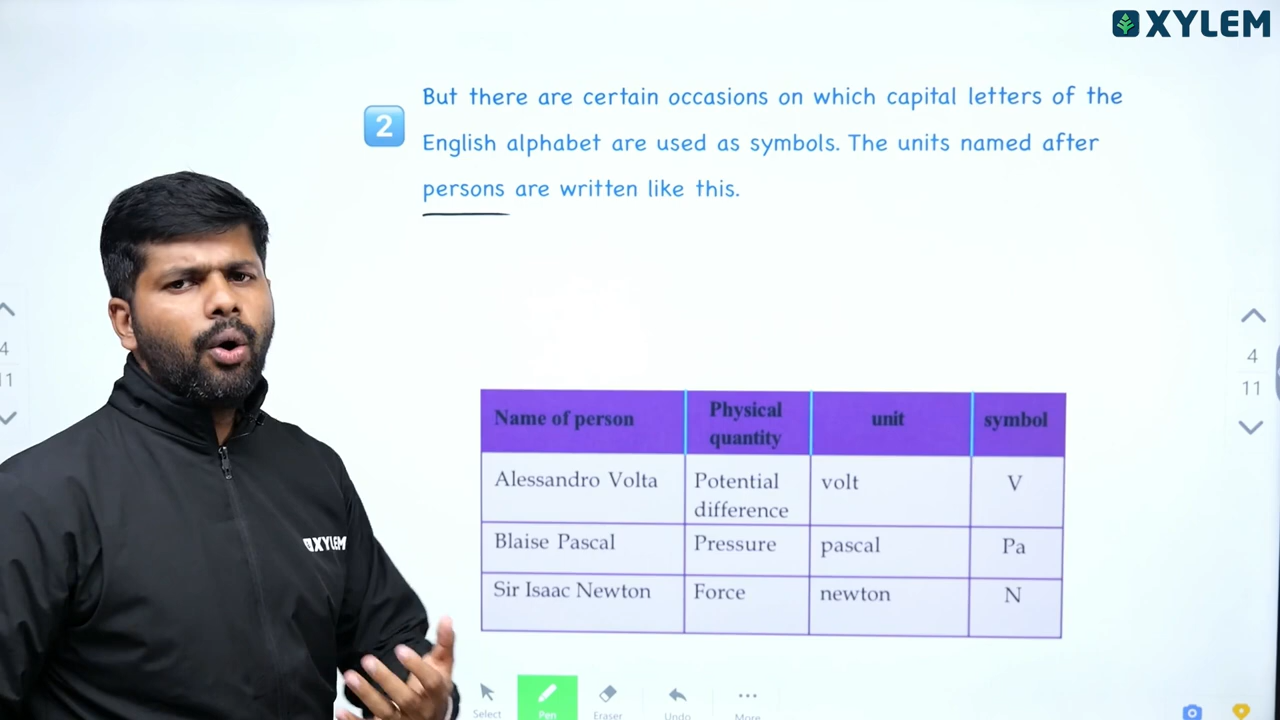 XYLEM
But there are certain occasions on which capital letters of the
2
English alphabet are used as symbols. The units named after
persons are written like this.
4
11
4
11
Name of person Physical quantity unit symbol
Alessandro Volta Potential difference volt V
Blaise Pascal Pressure pascal Pa
Sir Isaac Newton Force newton N
XYLEM
Select Pen Eraser Undo More